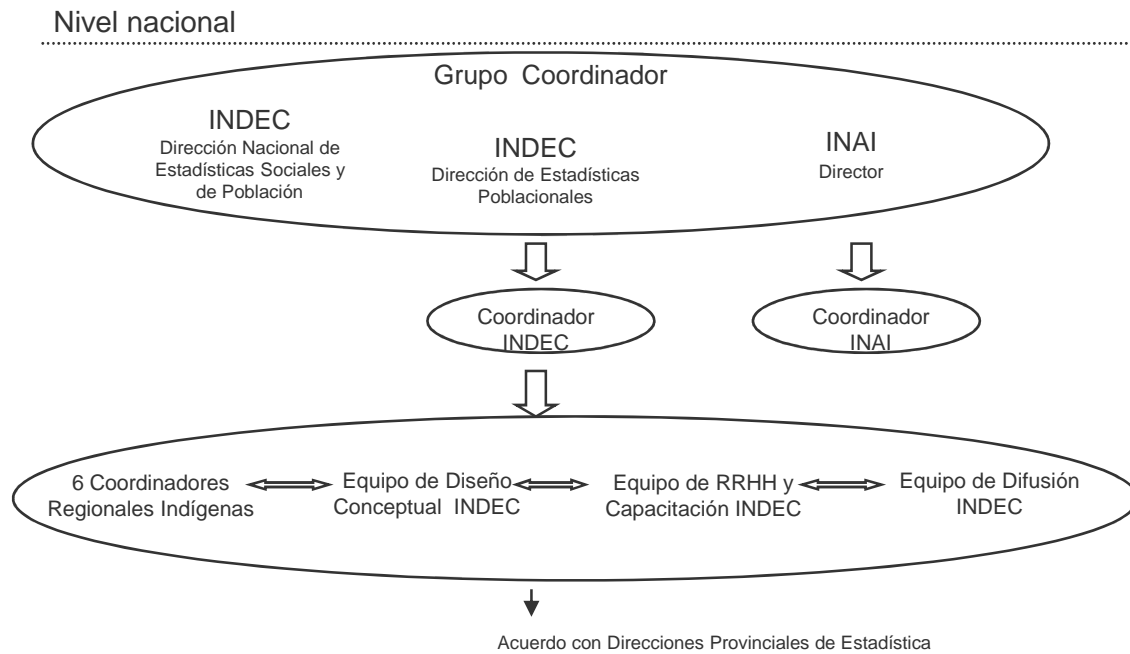 Nivel nacional
Grupo Coordinador
INDEC
Dirección Nacional de
Estadísticas Sociales y
de Población
INDEC
Dirección de Estadísticas
Poblacionales
INAI
Director
Coordinador
INDEC
Coordinador
INAI
6 Coordinadores
Regionales Indígenas
Equipo de Diseño
Conceptual INDEC
Equipo de RRHH y
Capacitación INDEC
Equipo de Difusión
INDEC
Acuerdo con Direcciones Provinciales de Estadística